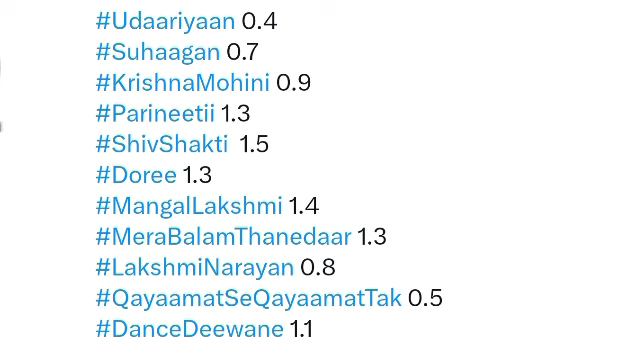 #Udaariyaan 0.4
#Suhaagan 0.7
#KrishnaMohini 0.9
#Parineetii 1.3
#ShivShakti 1.5
#Doree 1.3
#MangalLakshmi 1.4
#MeraBalamThanedaar 1.3
#LakshmiNarayan 0.8
#QayaamatSeQayaamatTak 0.5
#DanceDeewane 1.1